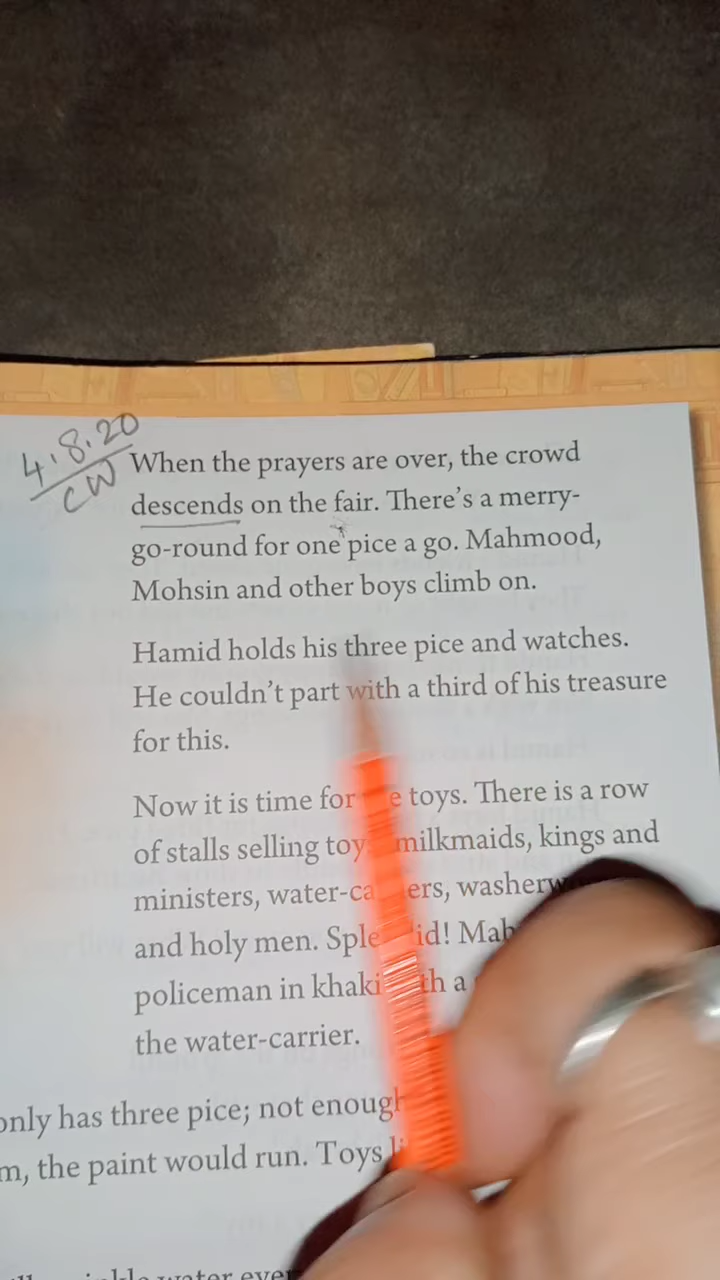 4.8.20
CW
When the prayers are over, the crowd
descends on the fair. There's a merry-
go-round for one pice a go. Mahmood,
Mohsin and other boys climb on.
Hamid holds his three pice and watches.
He couldn't part with a third of his treasure
for this.
Now it is time for toys. There is a row
of stalls selling milkmaids, kings and
ministers, and holy men.
policeman in khaki a
the water-carrier.
only has three pice; not enough
the paint would run. Toys
water